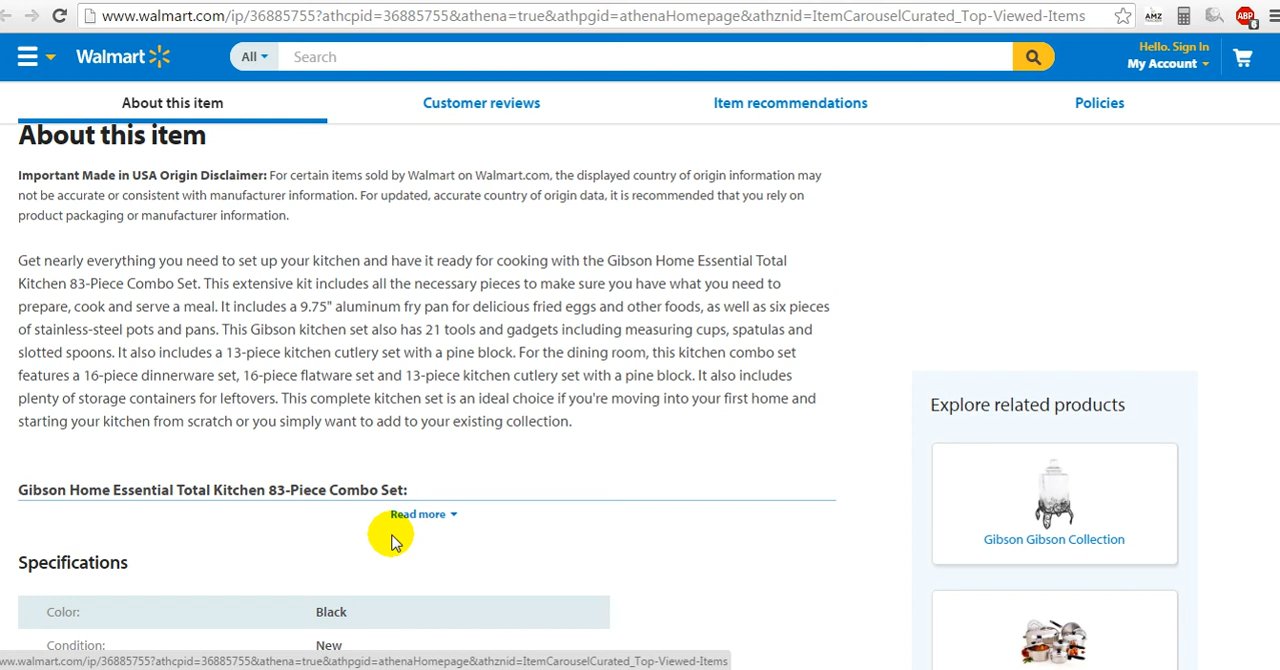 www.walmart.com/ip/36885755?athcpid=36885755&athena=true&athpgid=athenaHomepage&athznid=ItemCarouselCurated_Top-Viewed-Items
AMZ
ABP
6
Walmart
All
Search
Hello. Sign In
My Account
About this item
Customer reviews
Item recommendations
Policies
About this item
Important Made in USA Origin Disclaimer: For certain items sold by Walmart on Walmart.com, the displayed country of origin information may
not be accurate or consistent with manufacturer information. For updated, accurate country of origin data, it is recommended that you rely on
product packaging or manufacturer information.
Get nearly everything you need to set up your kitchen and have it ready for cooking with the Gibson Home Essential Total
Kitchen 83-Piece Combo Set. This extensive kit includes all the necessary pieces to make sure you have what you need to
prepare, cook and serve a meal. It includes a 9.75" aluminum fry pan for delicious fried eggs and other foods, as well as six pieces
of stainless-steel pots and pans. This Gibson kitchen set also has 21 tools and gadgets including measuring cups, spatulas and
slotted spoons. It also includes a 13-piece kitchen cutlery set with a pine block. For the dining room, this kitchen combo set
features a 16-piece dinnerware set, 16-piece flatware set and 13-piece kitchen cutlery set with a pine block. It also includes
plenty of storage containers for leftovers. This complete kitchen set is an ideal choice if you're moving into your first home and
starting your kitchen from scratch or you simply want to add to your existing collection.
Gibson Home Essential Total Kitchen 83-Piece Combo Set:
Read more
Specifications
Color: Black
Condition: New
Explore related products
Gibson Gibson Collection
ww.walmart.com/ip/36885755?athcpid=36885755&athena=true&athpgid=athenaHomepage&athznid=ItemCarouselCurated_Top-Viewed-Items